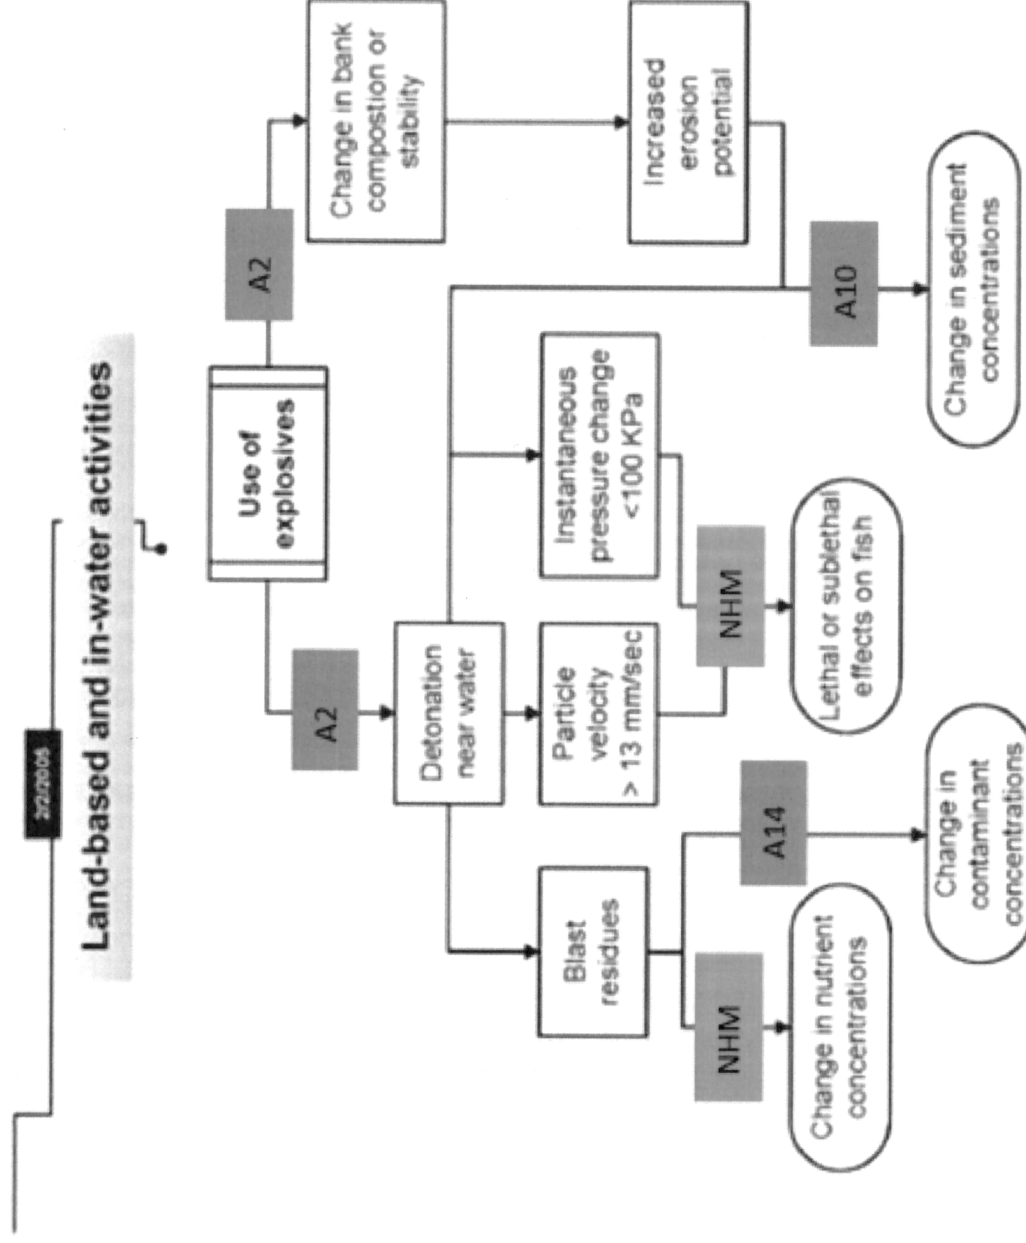 2/2/2005
Land-based and in-water activities
Use of
explosives
A2
A2
Detonation
near water
Change in bank
compostion or
stability
Blast
residues
Particle
velocity
> 13 mm/sec
Instantaneous
pressure change
<100 KPa
Increased
erosion
potential
NHM
A14
NHM
A10
Change in nutrient
concentrations
Change in
contaminant
concentrations
Lethal or sublethal
effects on fish
Change in sediment
concentrations